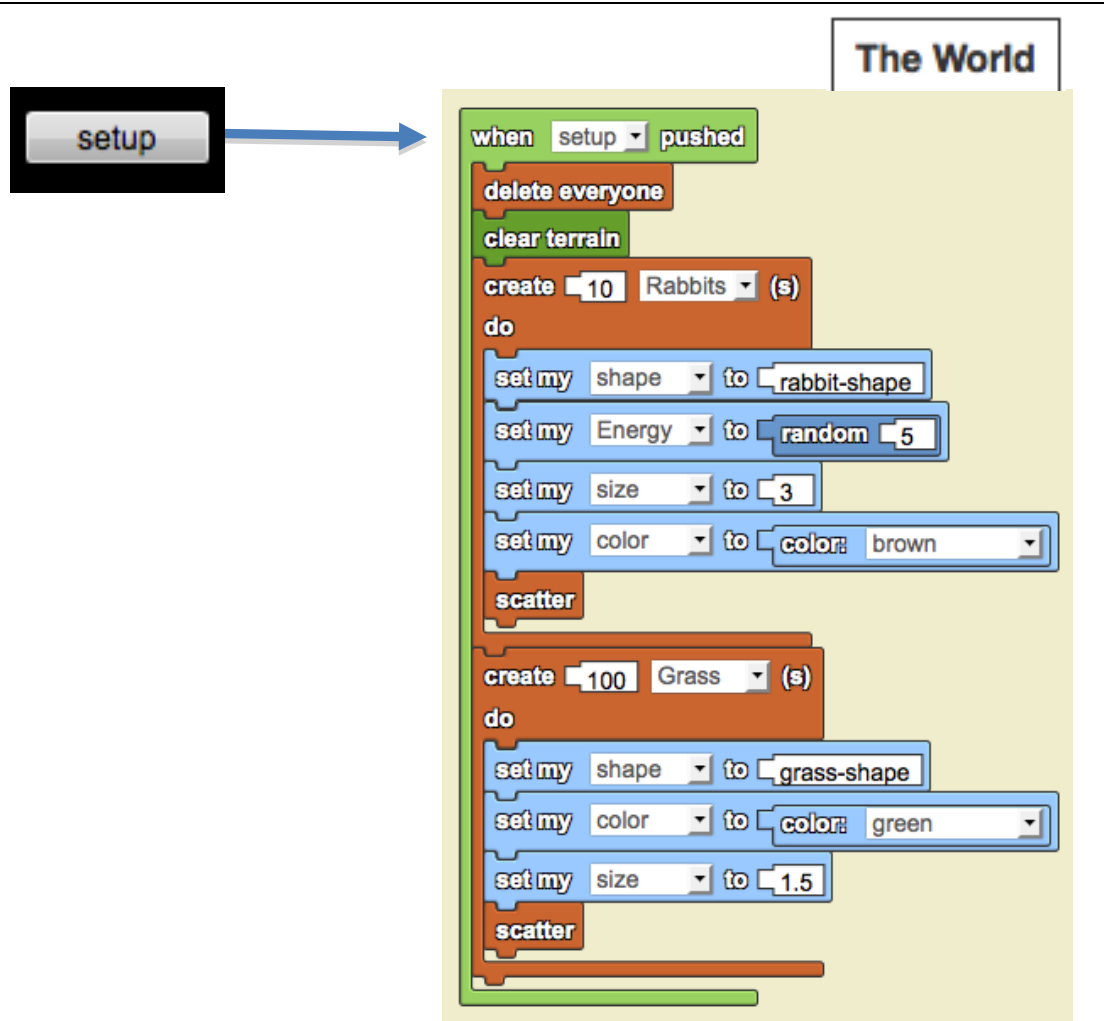 The World
setup
when setup pushed
delete everyone
clear terrain
create 10 Rabbits (s)
do
set my shape to rabbit-shape
set my Energy to random 5
set my size to 3
set my color to color: brown
scatter
create 100 Grass (s)
do
set my shape to grass-shape
set my color to color: green
set my size to 1.5
scatter